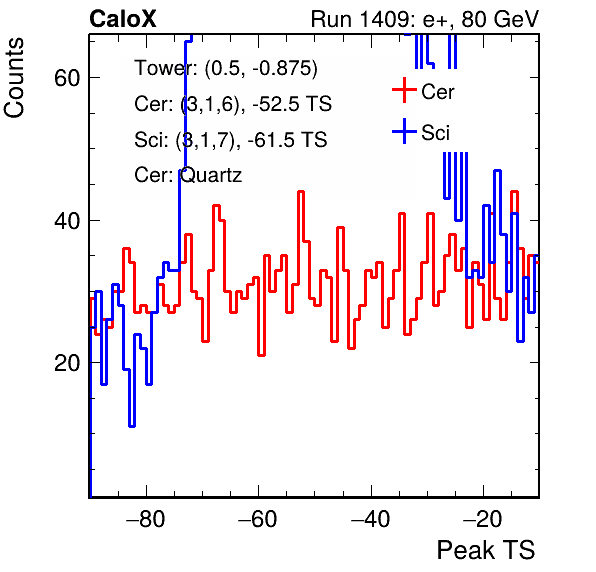 CaloX Run 1409: e+, 80 GeV
Counts
60
40
20
Tower: (0.5, -0.875)
Cer: (3,1,6), -52.5 TS
Sci: (3,1,7), -61.5 TS
Cer: Quartz
Cer
Sci
−80 −60 −40 −20
Peak TS